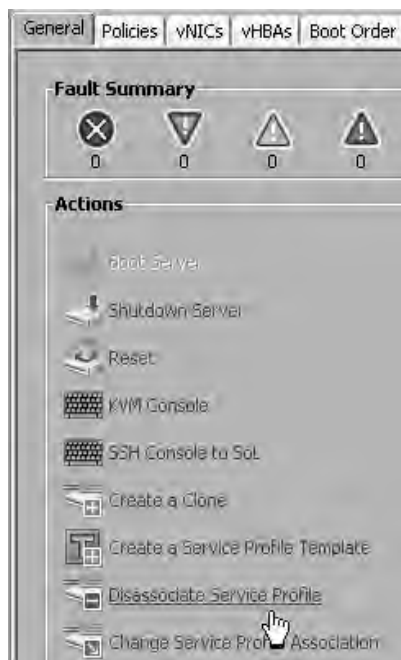 General Policies vNICs vHBAs Boot Order
Fault Summary
0 0 0 0
Actions
Boot Server
Shutdown Server
Reset
KVM Console
SSH Console to SoL
Create a Clone
Create a Service Profile Template
Disassociate Service Profile
Change Service Profile Association